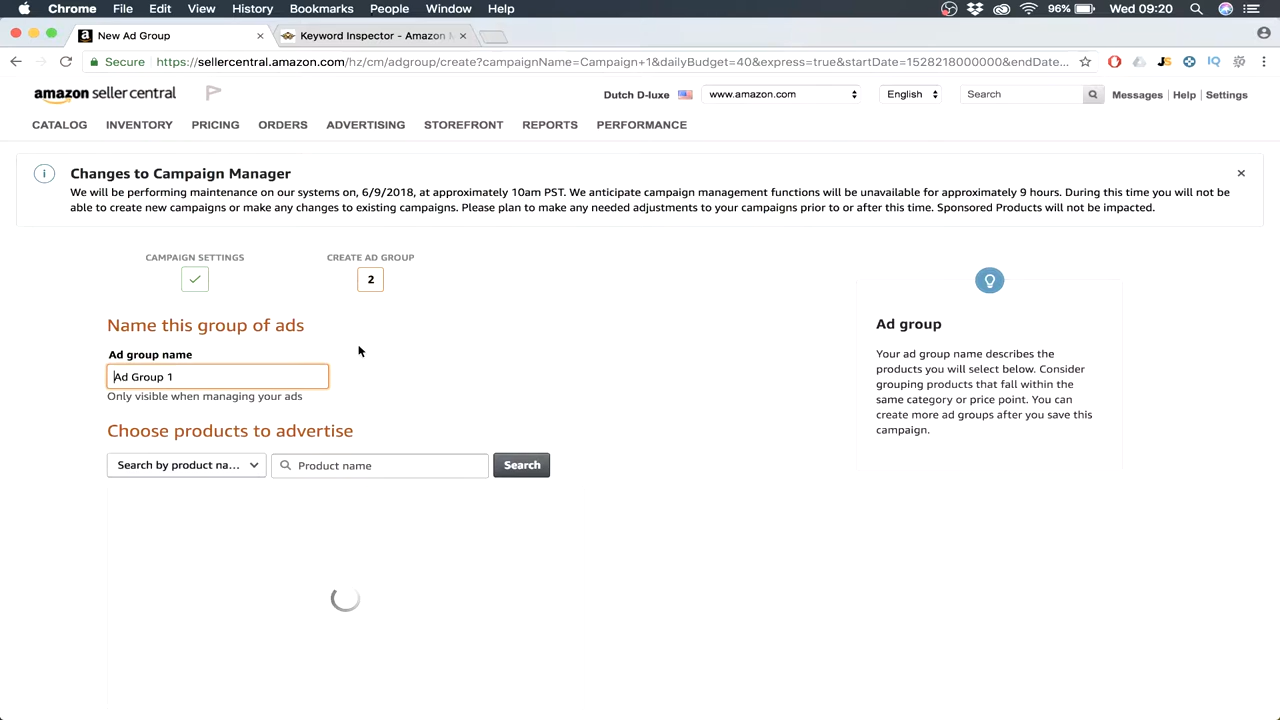 Chrome File Edit View History Bookmarks People Window Help 96% Wed 09:20
New Ad Group Keyword Inspector - Amazon
Secure https://sellercentral.amazon.com/hz/cm/adgroup/create?campaignName=Campaign+1&dailyBudget=40&express=true&startDate=1528218000000&endDate...
amazon seller central Dutch D-luxe www.amazon.com English Search Messages | Help | Settings
CATALOG INVENTORY PRICING ORDERS ADVERTISING STOREFRONT REPORTS PERFORMANCE
Changes to Campaign Manager
We will be performing maintenance on our systems on, 6/9/2018, at approximately 10am PST. We anticipate campaign management functions will be unavailable for approximately 9 hours. During this time you will not be
able to create new campaigns or make any changes to existing campaigns. Please plan to make any needed adjustments to your campaigns prior to or after this time. Sponsored Products will not be impacted.
CAMPAIGN SETTINGS CREATE AD GROUP
2
Name this group of ads
Ad group name
Ad Group 1
Only visible when managing your ads
Choose products to advertise
Search by product na... Product name Search
Ad group
Your ad group name describes the
products you will select below. Consider
grouping products that fall within the
same category or price point. You can
create more ad groups after you save this
campaign.